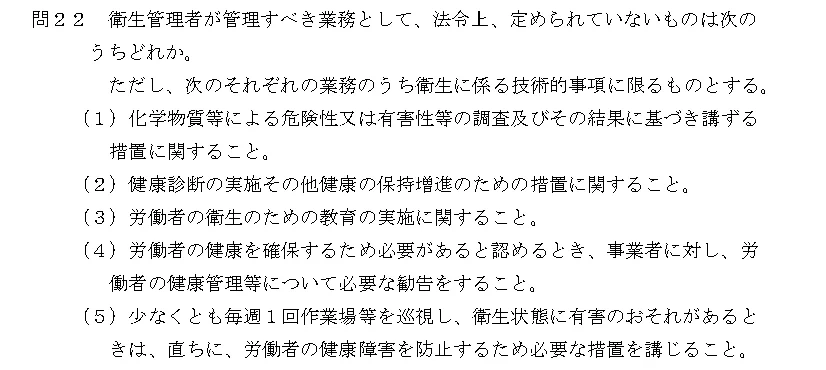 問２２ 衛生管理者が管理すべき業務として、法令上、定められていないものは次の
うちどれか。
ただし、次のそれぞれの業務のうち衛生に係る技術的事項に限るものとする。
（１）化学物質等による危険性又は有害性等の調査及びその結果に基づき講ずる
措置に関すること。
（２）健康診断の実施その他健康の保持増進のための措置に関すること。
（３）労働者の衛生のための教育の実施に関すること。
（４）労働者の健康を確保するため必要があると認めるとき、事業者に対し、労
働者の健康管理等について必要な勧告をすること。
（５）少なくとも毎週１回作業場等を巡視し、衛生状態に有害のおそれがあると
きは、直ちに、労働者の健康障害を防止するため必要な措置を講じること。